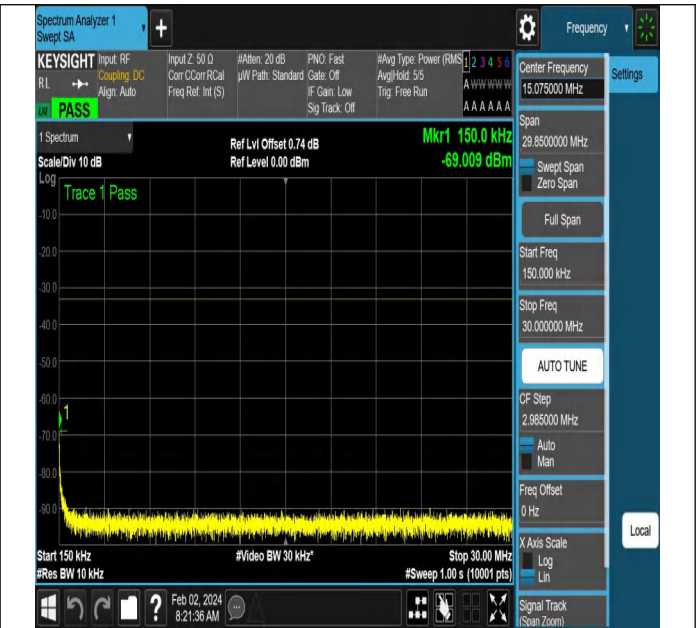 Spectrum Analyzer 1
Swept SA
+
Frequency
KEYSIGHT
RL
Align: Auto
PASS
Input: RF
Coupling: DC
Input Z: 50 Ω
Corr CCorr RCal
Freq Ref: Int (S)
#Atten: 20 dB
µW Path: Standard
PNO: Fast
Gate: Off
IF Gain: Low
Sig Track: Off
#Avg Type: Power (RMS
Avg|Hold: 5/5
Trig: Free Run
1 2 3 4 5 6
A W W W W W
A A A A A A
1 Spectrum
Scale/Div 10 dB
Ref Lvl Offset 0.74 dB
Ref Level 0.00 dBm
Mkr1 150.0 kHz
-69.009 dBm
Log
Trace 1 Pass
-10.0
-20.0
-30.0
-40.0
-50.0
-60.0
1
-70.0
-80.0
-90.0
Start 150 kHz
#Res BW 10 kHz
#Video BW 30 kHz*
Stop 30.00 MHz
#Sweep 1.00 s (10001 pts)
Feb 02, 2024
8:21:36 AM
?
Settings
Center Frequency
15.075000 MHz
Span
29.8500000 MHz
Swept Span
Zero Span
Full Span
Start Freq
150.000 kHz
Stop Freq
30.000000 MHz
AUTO TUNE
CF Step
2.985000 MHz
Auto
Man
Freq Offset
0 Hz
X Axis Scale
Log
Lin
Signal Track
(Span Zoom)
Local